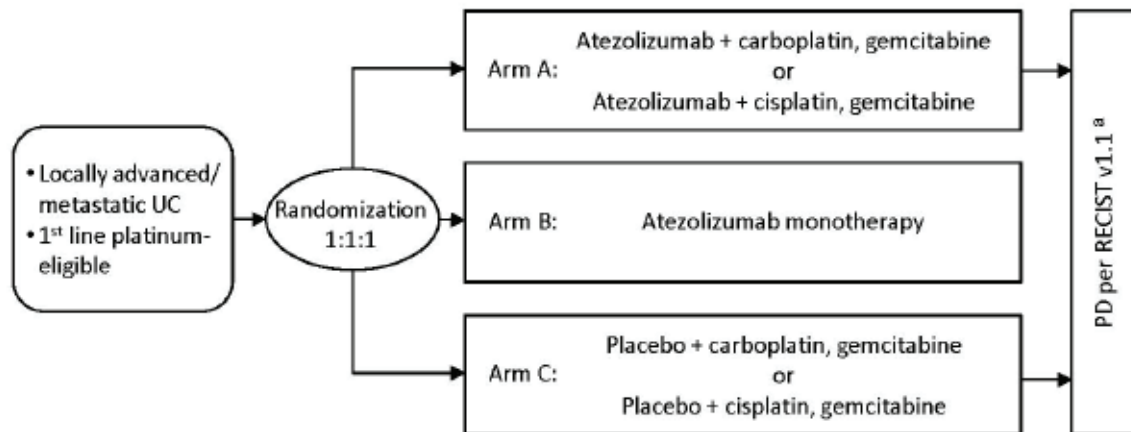 • Locally advanced/
metastatic UC
• 1st line platinum-
eligible
Randomization
1:1:1
Arm A:
Atezolizumab + carboplatin, gemcitabine
or
Atezolizumab + cisplatin, gemcitabine
Arm B:
Atezolizumab monotherapy
Arm C:
Placebo + carboplatin, gemcitabine
or
Placebo + cisplatin, gemcitabine
PD per RECIST v1.1 a